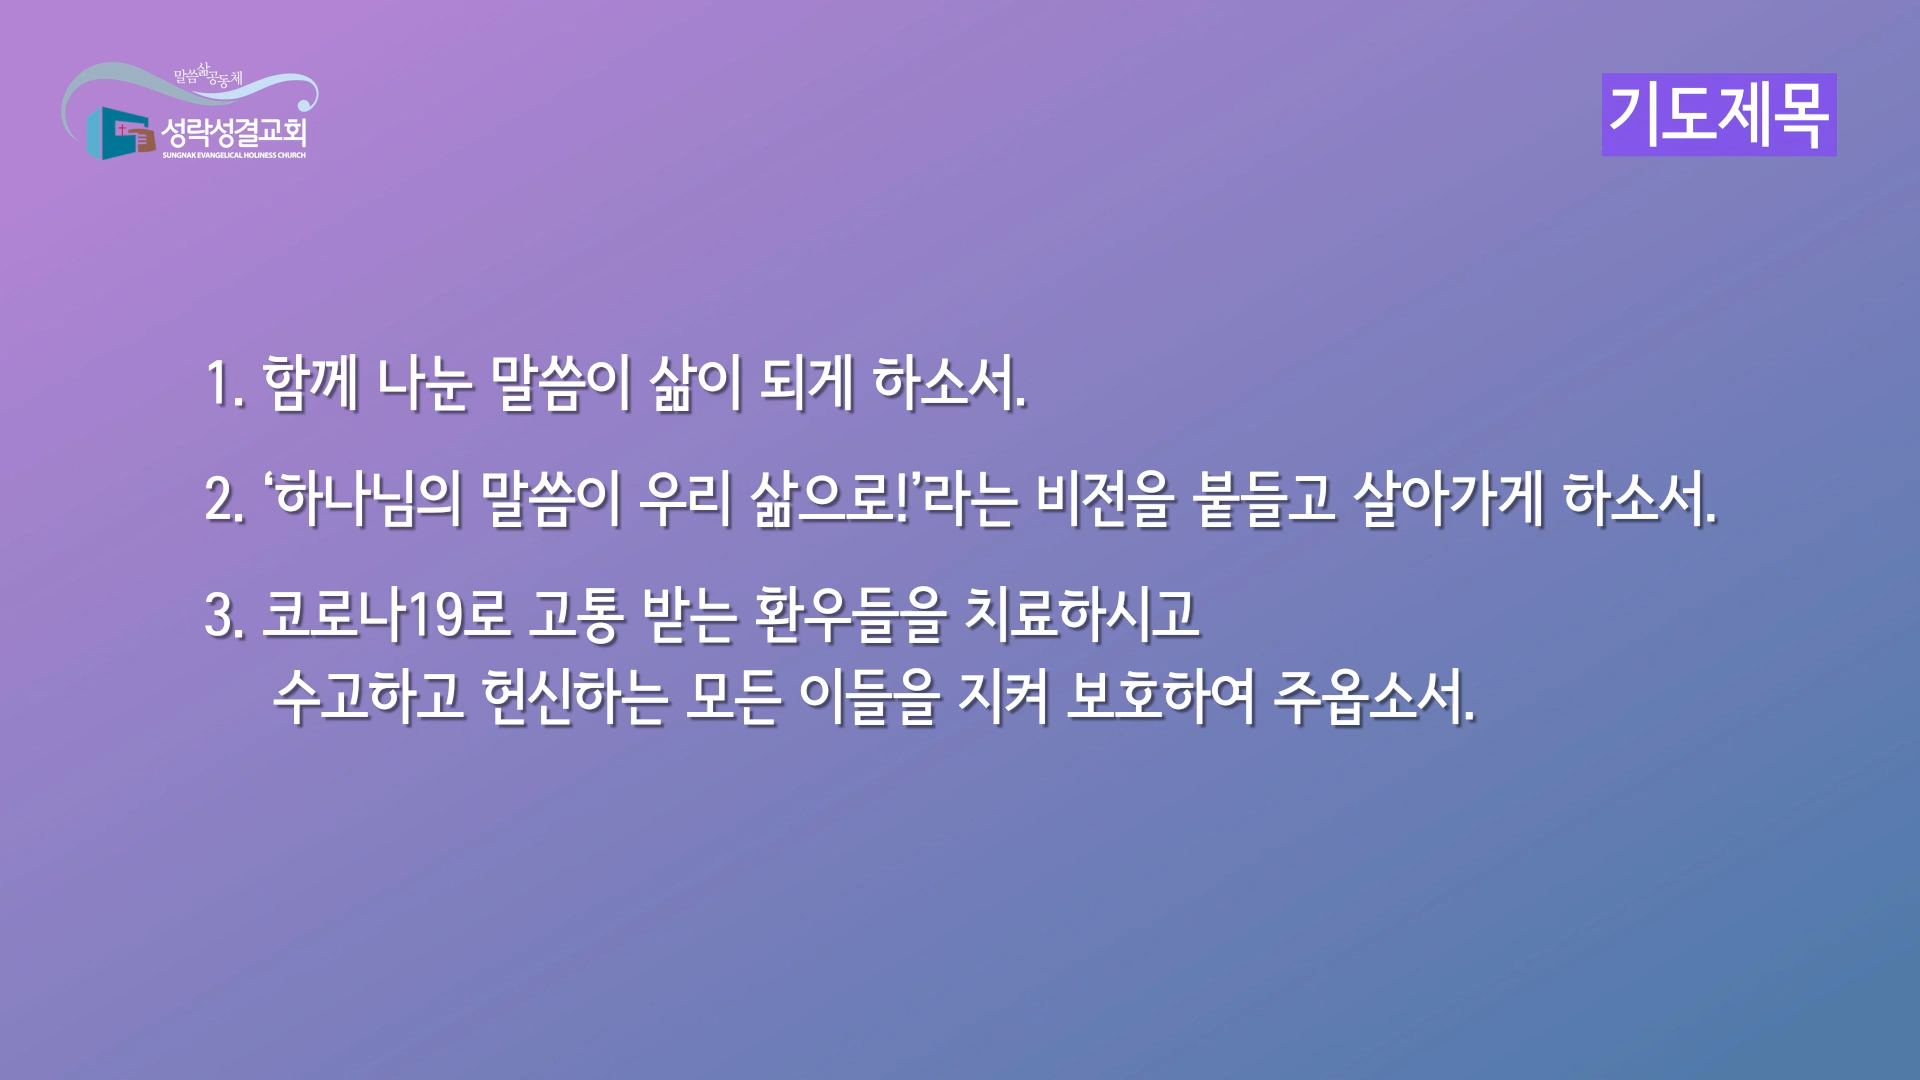 말씀삶공동체
성락성결교회
SUNGNAK EVANGELICAL HOLINESS CHURCH
기도제목
1. 함께 나눈 말씀이 삶이 되게 하소서.
2. ‘하나님의 말씀이 우리 삶으로!’라는 비전을 붙들고 살아가게 하소서.
3. 코로나19로 고통 받는 환우들을 치료하시고
수고하고 헌신하는 모든 이들을 지켜 보호하여 주옵소서.